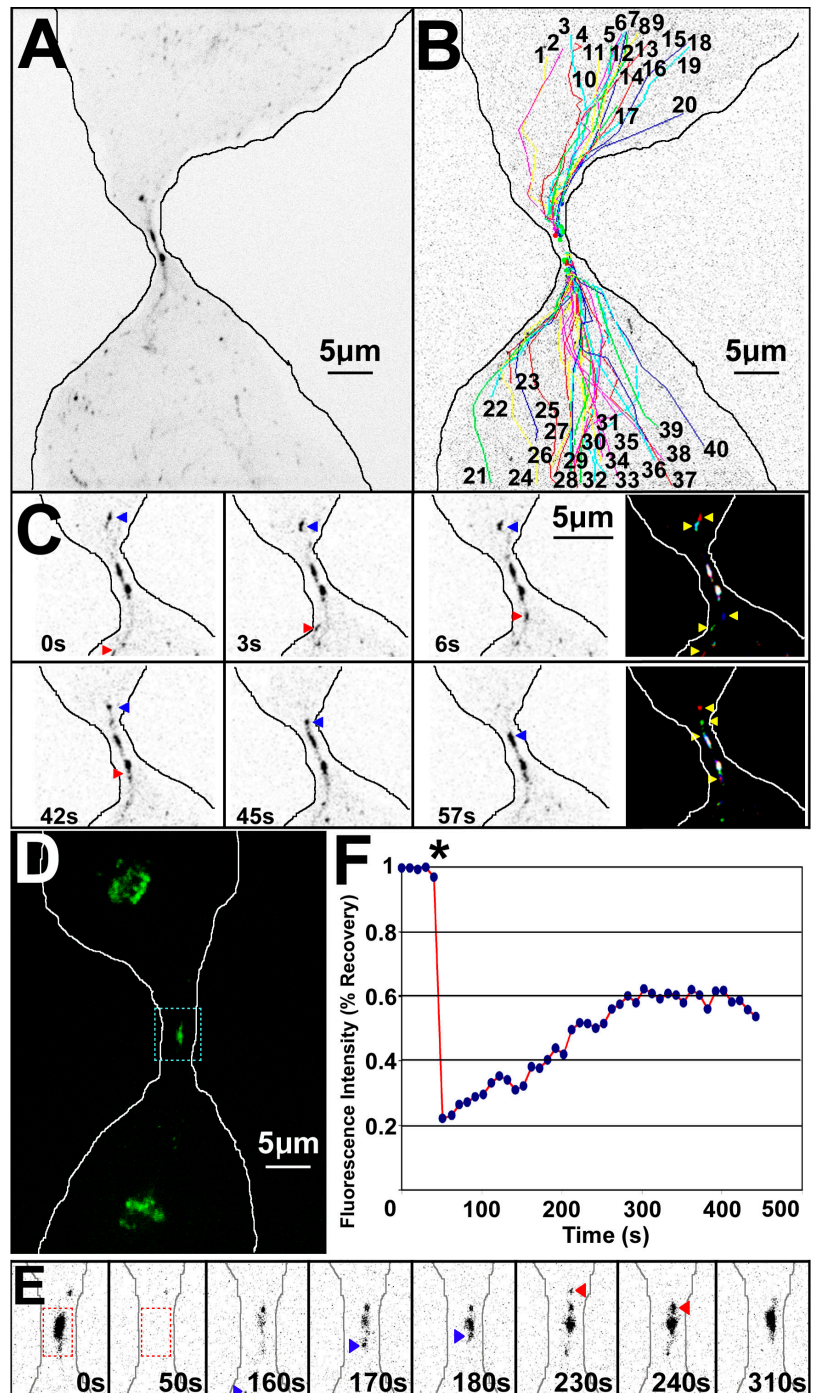 A
5µm
B
1 2 3 4 5 6 7 8 9
10 11 12 13 14 15 16 17 18 19 20
5µm
21 22 23 24 25 26 27 28 29 30
31 32 33 34 35 36 37 38 39 40
C
0s
3s
6s
5µm
42s
45s
57s
D
5µm
F
*
Fluorescence Intensity (% Recovery)
1
0.8
0.6
0.4
0.2
0 100 200 300 400 500
Time (s)
E
0s 50s 160s 170s 180s 230s 240s 310s